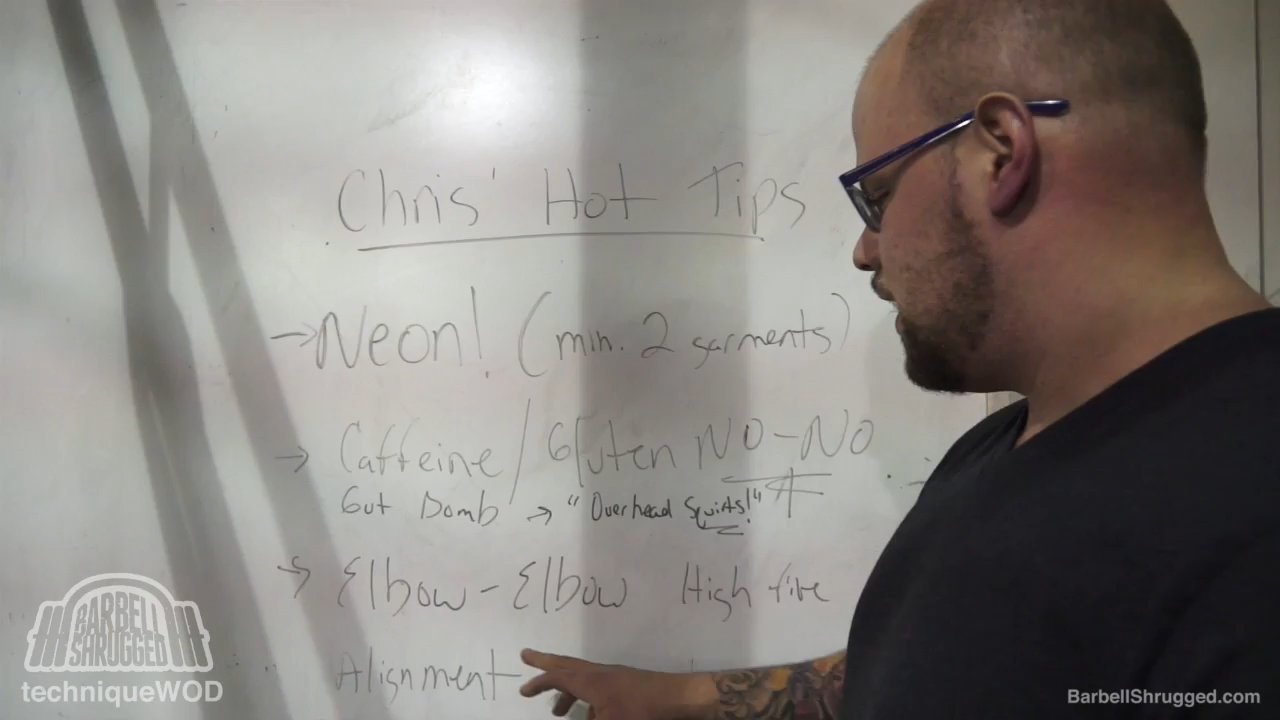 Chris' Hot Tips
→ Neon! (min. 2 garments)
→ Caffeine / Gluten NO-NO
Gut Bomb → "Overhead Squirts!"
→ Elbow - Elbow High five
Alignment
BARBELL
SHRUGGED
techniqueWOD
BarbellShrugged.com